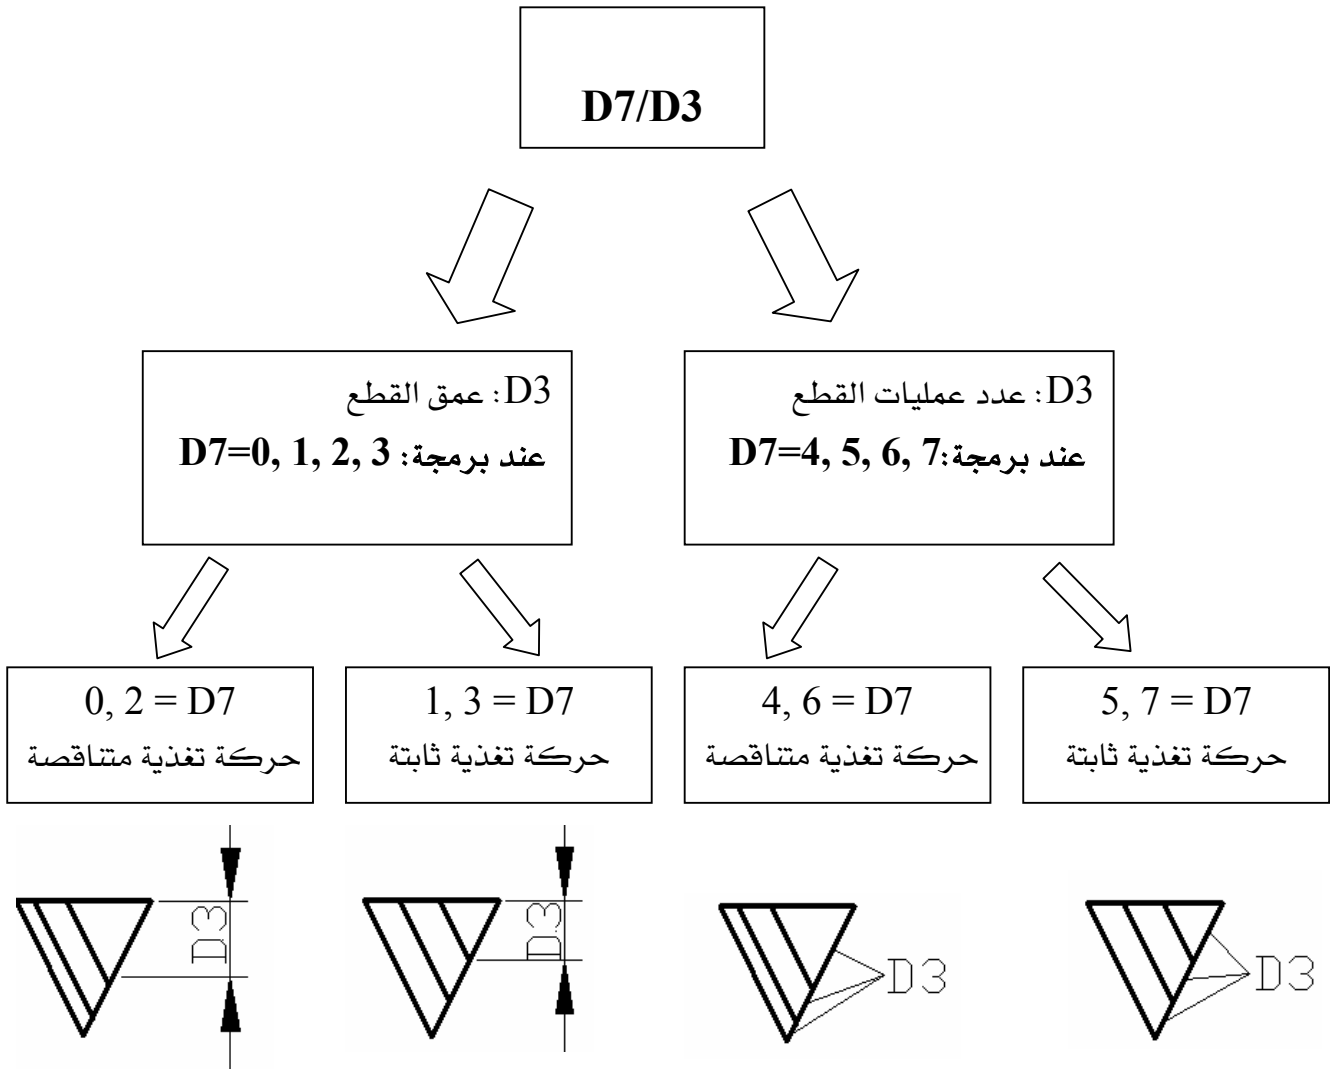 D7/D3
D3: عمق القطع
عند برمجة: D7=0, 1, 2, 3
D3: عدد عمليات القطع
عند برمجة: D7=4, 5, 6, 7
0, 2 = D7
حركة تغذية متناقصة
1, 3 = D7
حركة تغذية ثابتة
4, 6 = D7
حركة تغذية متناقصة
5, 7 = D7
حركة تغذية ثابتة
D3
D3
D3
D3